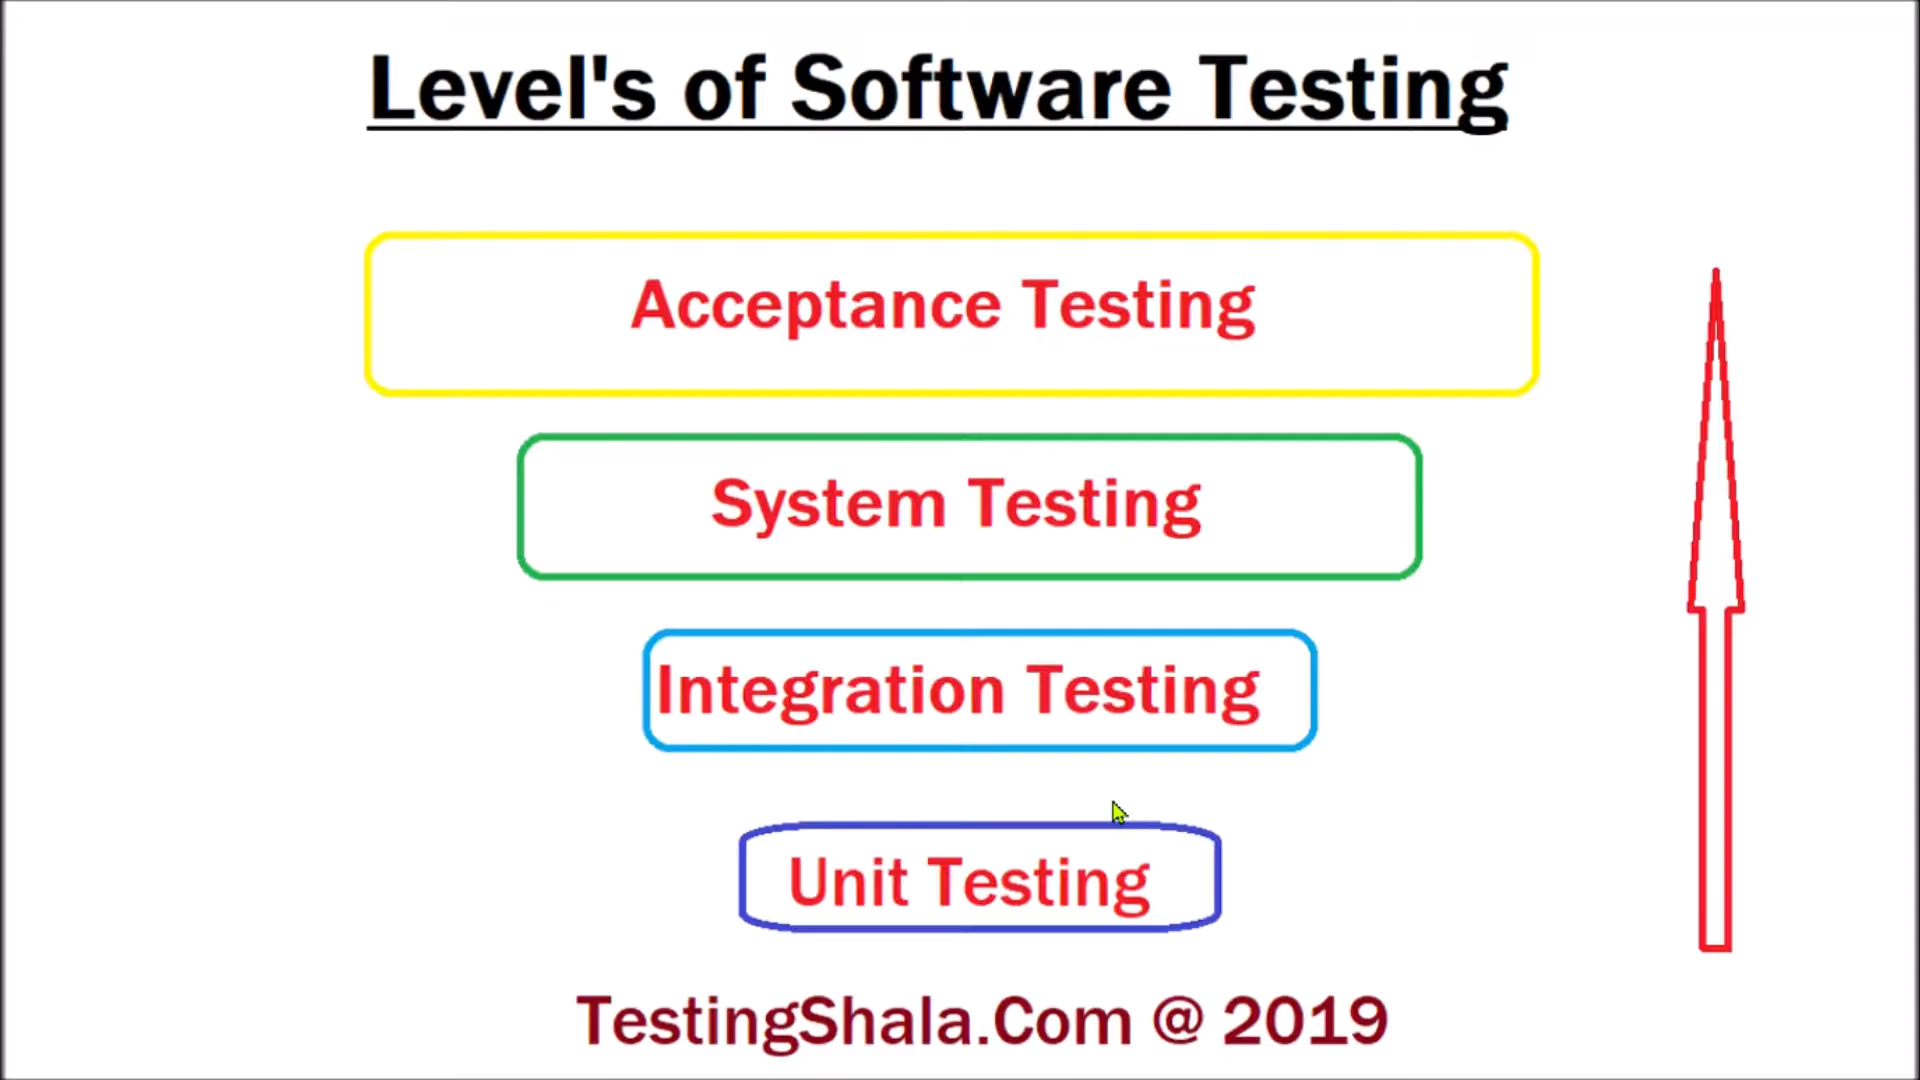 Level's of Software Testing
Acceptance Testing
System Testing
Integration Testing
Unit Testing
TestingShala.Com @ 2019